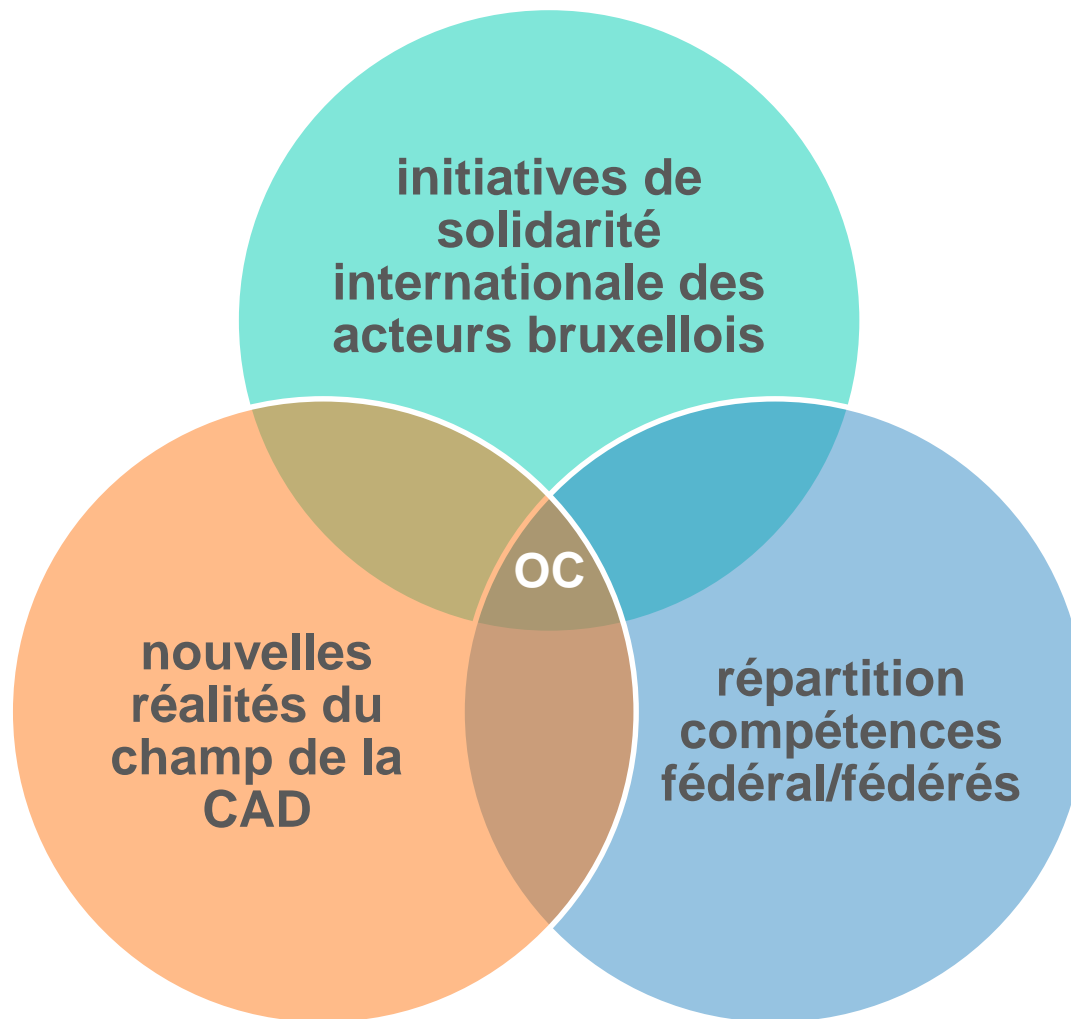 initiatives de
solidarité
internationale des
acteurs bruxellois
OC
nouvelles
réalités du
champ de la
CAD
répartition
compétences
fédéral/fédérés